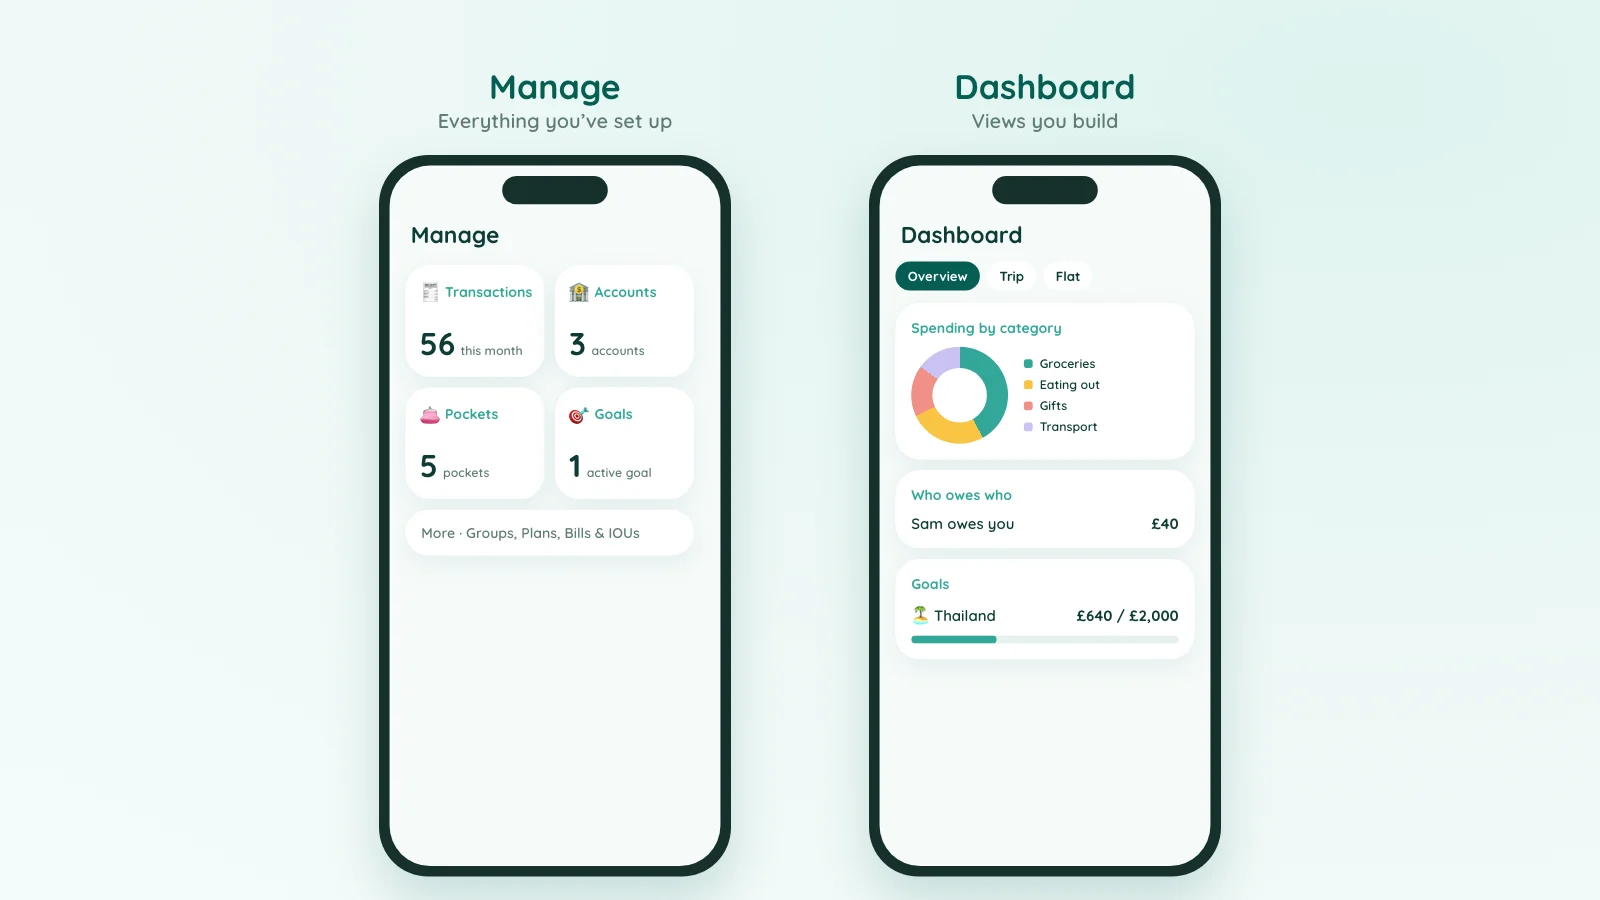 Manage
Everything you’ve set up
Manage
Transactions
56 this month
Accounts
3 accounts
Pockets
5 pockets
Goals
1 active goal
More · Groups, Plans, Bills & IOUs
Dashboard
Views you build
Dashboard
Overview
Trip
Flat
Spending by category
Groceries
Eating out
Gifts
Transport
Who owes who
Sam owes you £40
Goals
Thailand £640 / £2,000